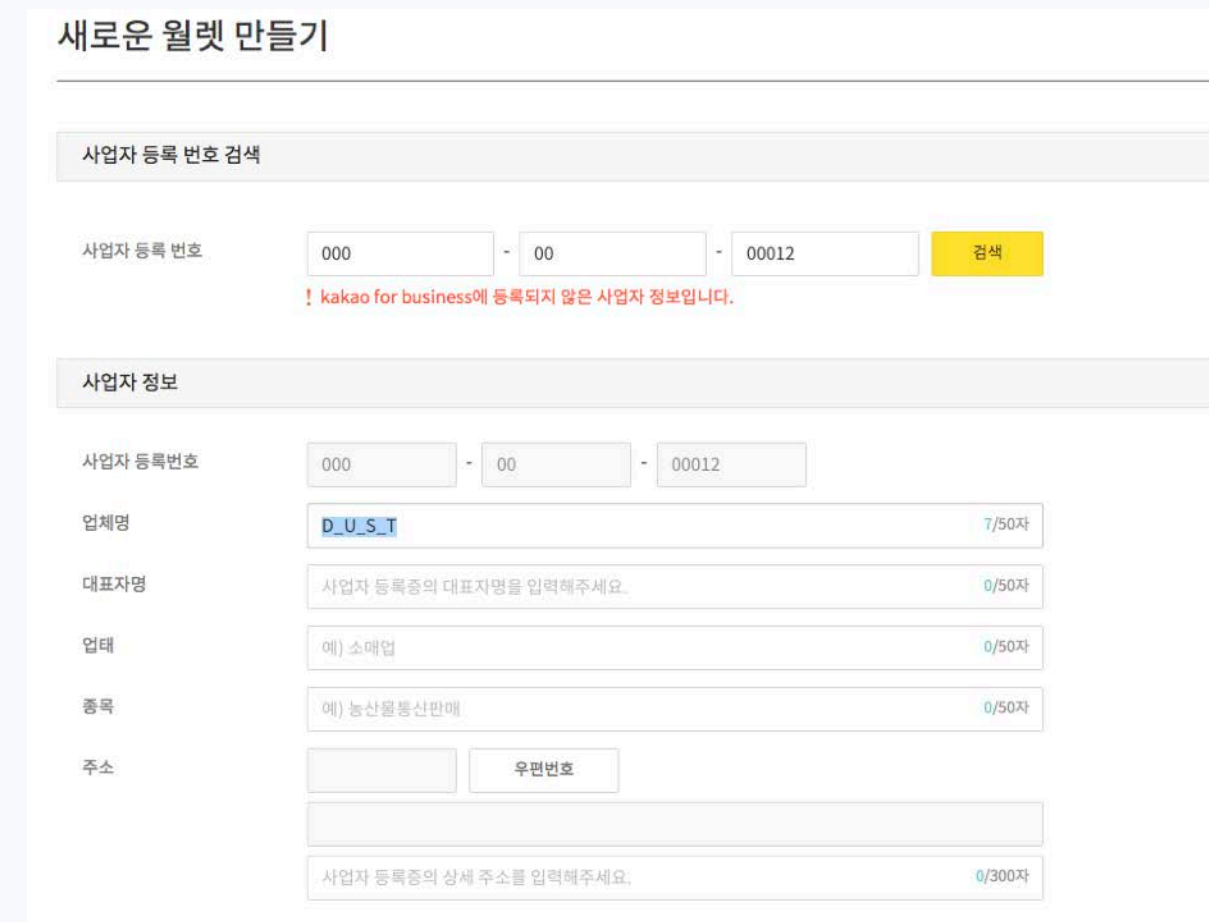 새로운 월렛 만들기
사업자 등록 번호 검색
사업자 등록 번호 000 - 00 - 00012 검색
! kakao for business에 등록되지 않은 사업자 정보입니다.
사업자 정보
사업자 등록번호 000 - 00 - 00012
업체명 D_U_S_T 7/50자
대표자명 사업자 등록증의 대표자명을 입력해주세요. 0/50자
업태 예) 소매업 0/50자
종목 예) 농산물통신판매 0/50자
주소 우편번호
사업자 등록증의 상세 주소를 입력해주세요. 0/300자